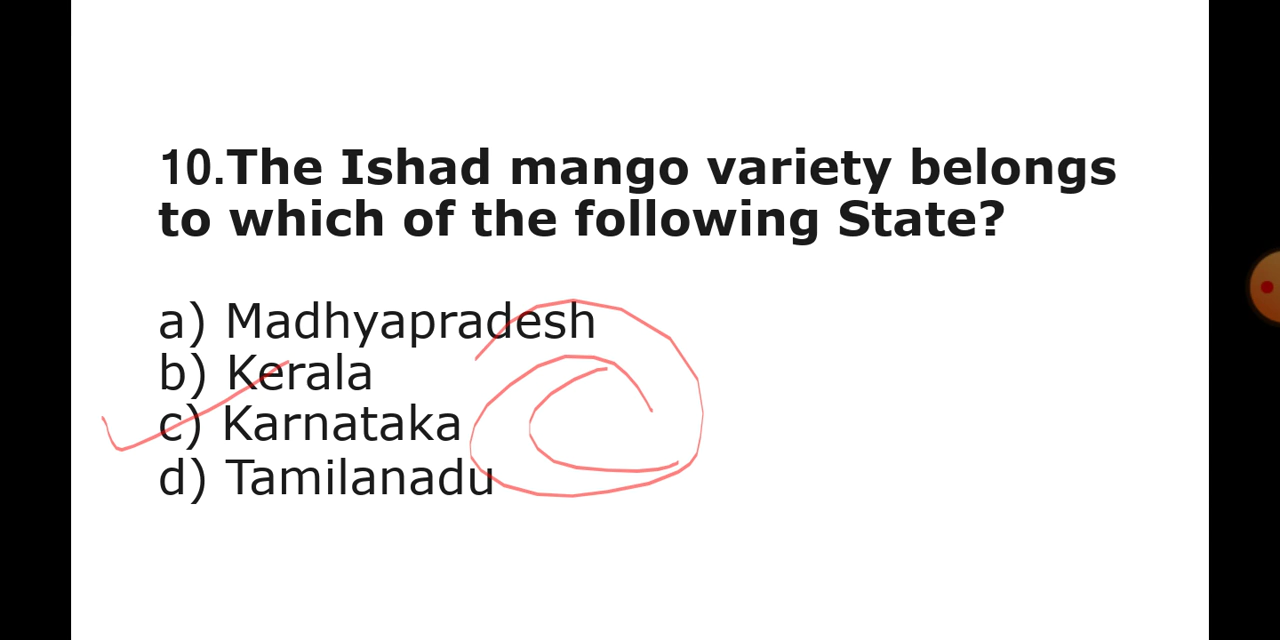 10.The Ishad mango variety belongs
to which of the following State?
a) Madhyapradesh
b) Kerala
c) Karnataka
d) Tamilanadu
C